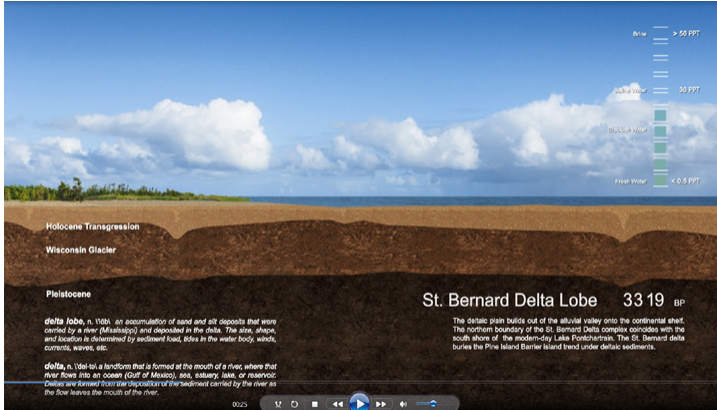 Brine > 50 PPT
Saline Water 30 PPT
Brackish Water
Fresh Water < 0.5 PPT
Holocene Transgression
Wisconsin Glacier
Pleistocene
St. Bernard Delta Lobe 3319 BP
The deltaic plain builds out of the alluvial valley onto the continental shelf.
The northern boundary of the St. Bernard Delta complex coincides with the
south shore of the modern-day Lake Pontchartrain. The St. Bernard delta
buries the Pine Island Barrier Island trend under deltaic sediments.
delta lobe, n. \'lōb\ an accumulation of sand and silt deposits that were
carried by a river (Mississippi) and deposited in the delta. The size, shape,
and location is determined by sediment load, tides in the water body, winds,
currents, waves, etc.
delta, n. \'del-tə\ a landform that is formed at the mouth of a river, where that
river flows into an ocean (Gulf of Mexico), sea, estuary, lake, or reservoir.
Deltas are formed from the deposition of the sediment carried by the river as
the flow leaves the mouth of the river.
00:25